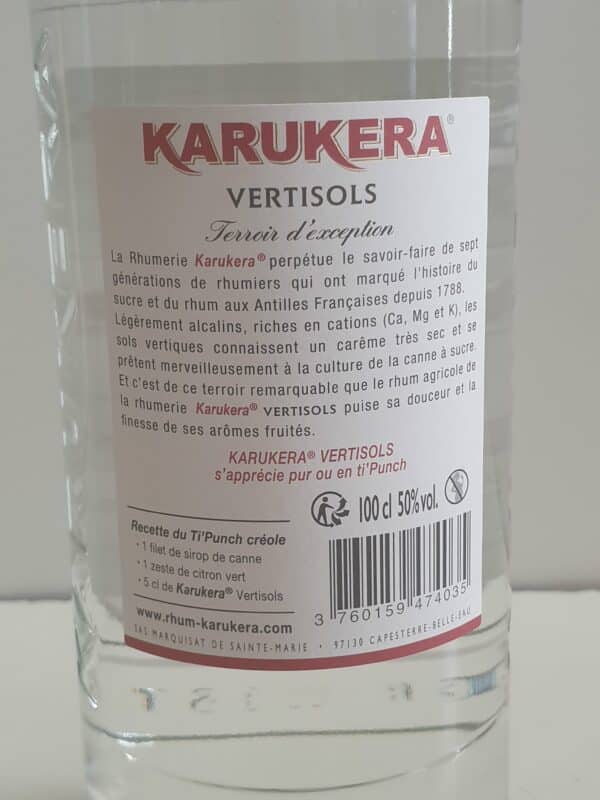 KARUKERA®
VERTISOLS
Terroir d'exception
La Rhumerie Karukera® perpétue le savoir-faire de sept
générations de rhumiers qui ont marqué l'histoire du
sucre et du rhum aux Antilles Françaises depuis 1788.
Légèrement alcalins, riches en cations (Ca, Mg et K), les
sols vertiques connaissent un carême très sec et se
prêtent merveilleusement à la culture de la canne à sucre.
Et c'est de ce terroir remarquable que le rhum agricole de
la rhumerie Karukera® VERTISOLS puise sa douceur et la
finesse de ses arômes fruités.
KARUKERA® VERTISOLS
s'apprécie pur ou en ti'Punch
100 cl 50% vol.
Recette du Ti'Punch créole
• 1 filet de sirop de canne
• 1 zeste de citron vert
• 5 cl de Karukera® Vertisols
www.rhum-karukera.com
3 760159 474035
SAS MARQUISAT DE SAINTE-MARIE • 97130 CAPESTERRE-BELLE-EAU